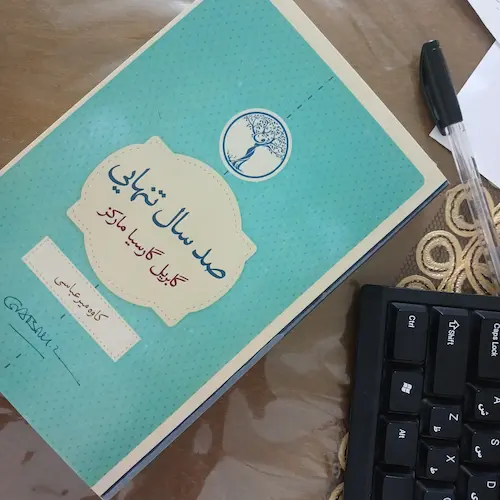 صد سال تنهایی
گابریل گارسیا مارکز
کاوه میرعباسی
Ctrl
Shift
Caps Lock
Alt
Z
ظ
X
ط
A
ش
S
س
D